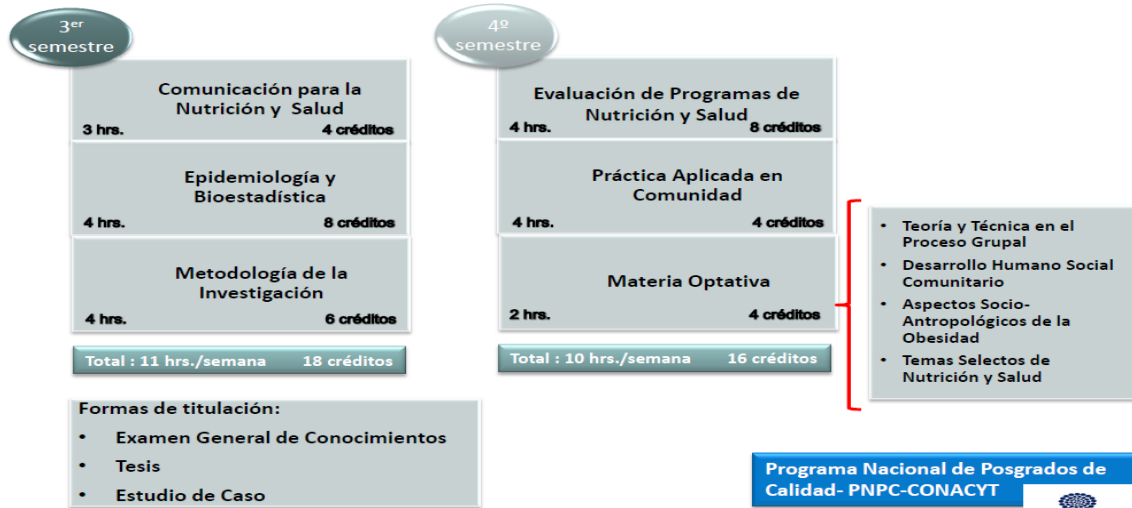 3er
semestre
Comunicación para la
Nutrición y Salud
3 hrs. 4 créditos
Epidemiología y
Bioestadística
4 hrs. 8 créditos
Metodología de la
Investigación
4 hrs. 6 créditos
Total : 11 hrs./semana 18 créditos
4º
semestre
Evaluación de Programas de
Nutrición y Salud
4 hrs. 8 créditos
Práctica Aplicada en
Comunidad
4 hrs. 4 créditos
Materia Optativa
2 hrs. 4 créditos
Total : 10 hrs./semana 16 créditos
• Teoría y Técnica en el
Proceso Grupal
• Desarrollo Humano Social
Comunitario
• Aspectos Socio-
Antropológicos de la
Obesidad
• Temas Selectos de
Nutrición y Salud
Formas de titulación:
• Examen General de Conocimientos
• Tesis
• Estudio de Caso
Programa Nacional de Posgrados de
Calidad- PNPC-CONACYT